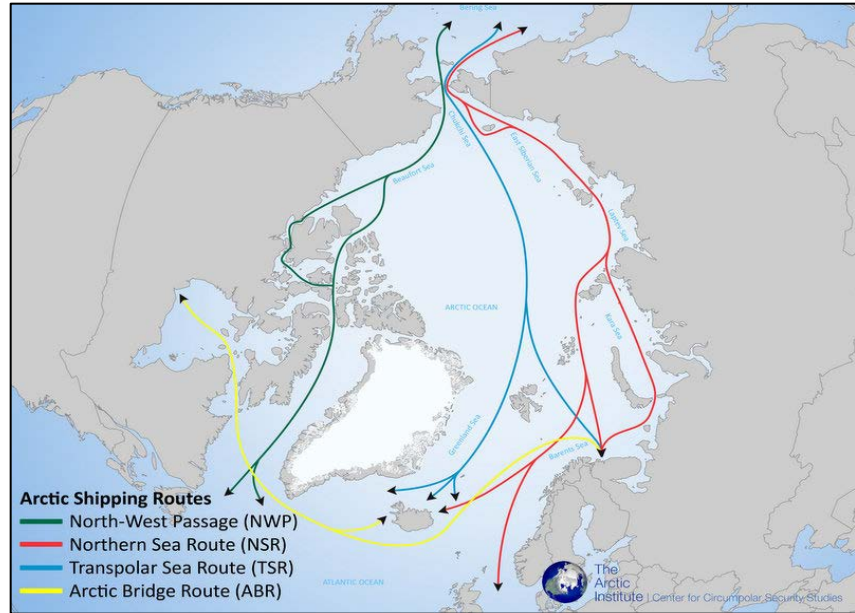 Bering Sea
Chukchi Sea
East Siberian Sea
Beaufort Sea
Laptev Sea
ARCTIC OCEAN
Kara Sea
Greenland Sea
Barents Sea
Arctic Shipping Routes
North-West Passage (NWP)
Northern Sea Route (NSR)
Transpolar Sea Route (TSR)
Arctic Bridge Route (ABR)
ATLANTIC OCEAN
The
Arctic
Institute | Center for Circumpolar Security Studies